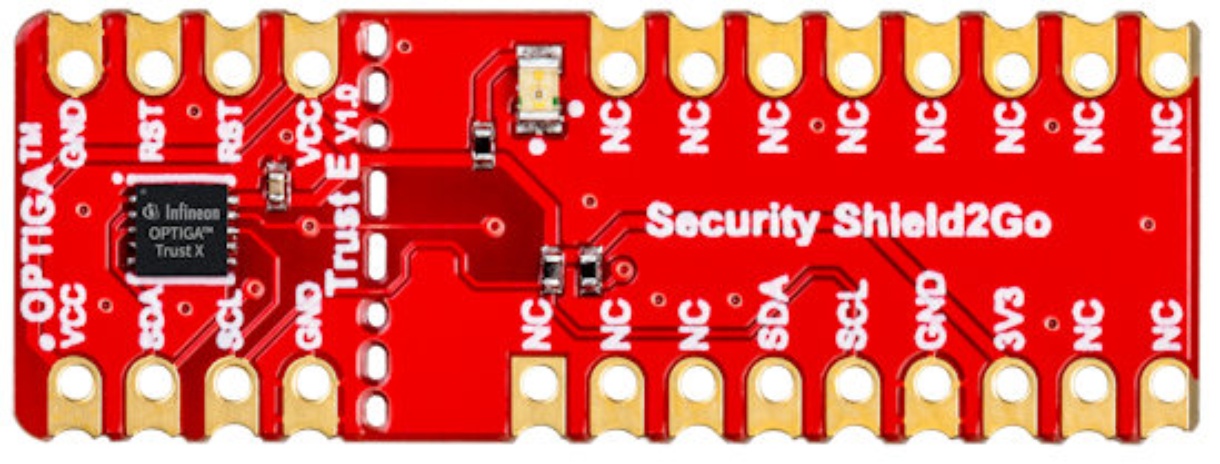 GND
RST
RST
VCC
NC
NC
NC
NC
NC
NC
NC
NC
OPTIGA™
Trust E V1.0
Infineon
OPTIGA™
Trust X
Security Shield2Go
VCC
SDA
SCL
GND
NC
NC
NC
SDA
SCL
GND
3V3
NC
NC